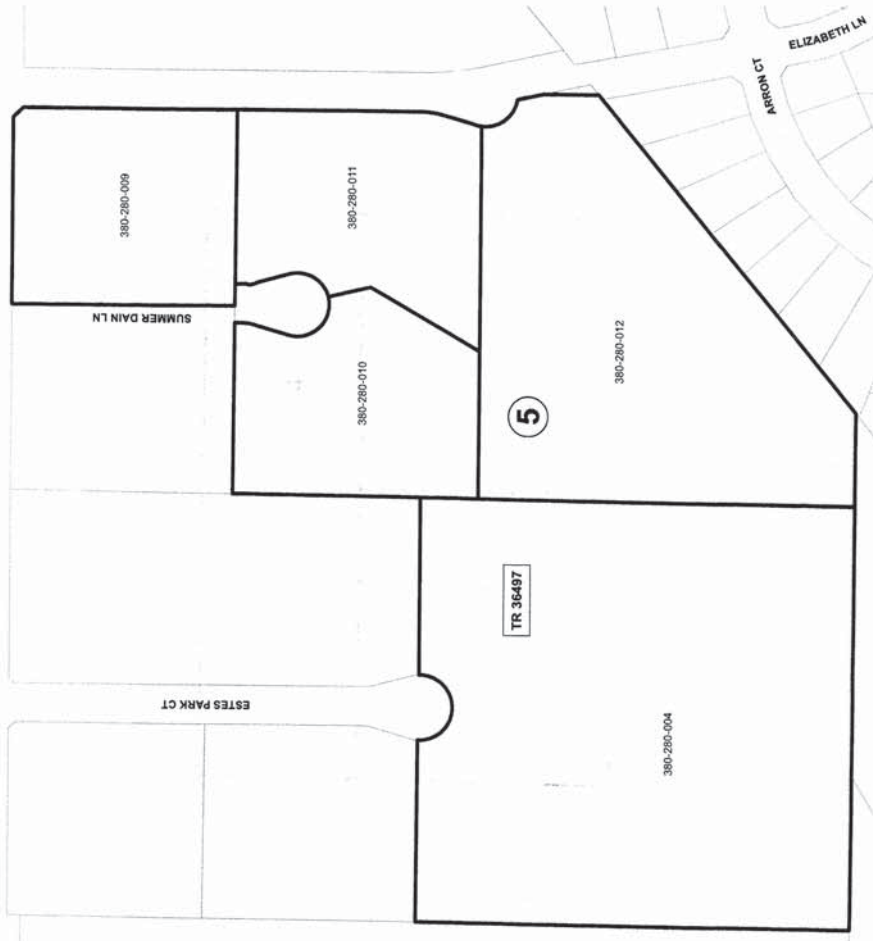 ELIZABETH LN
ARRON CT
380-280-009
380-280-011
SUMMER DAIN LN
380-280-010
380-280-012
5
TR 36497
ESTES PARK CT
380-280-004